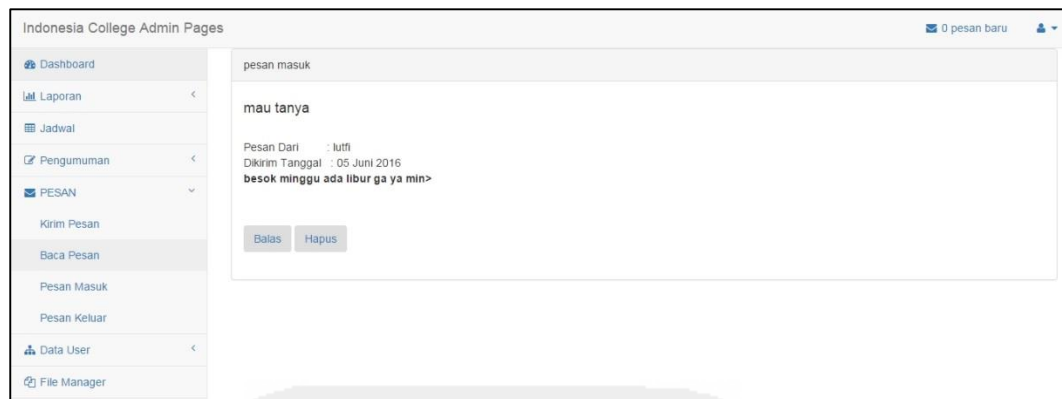 Indonesia College Admin Pages
0 pesan baru
Dashboard
Laporan
Jadwal
Pengumuman
PESAN
Kirim Pesan
Baca Pesan
Pesan Masuk
Pesan Keluar
Data User
File Manager
pesan masuk
mau tanya
Pesan Dari : lutfi
Dikirim Tanggal : 05 Juni 2016
besok minggu ada libur ga ya min>
Balas Hapus